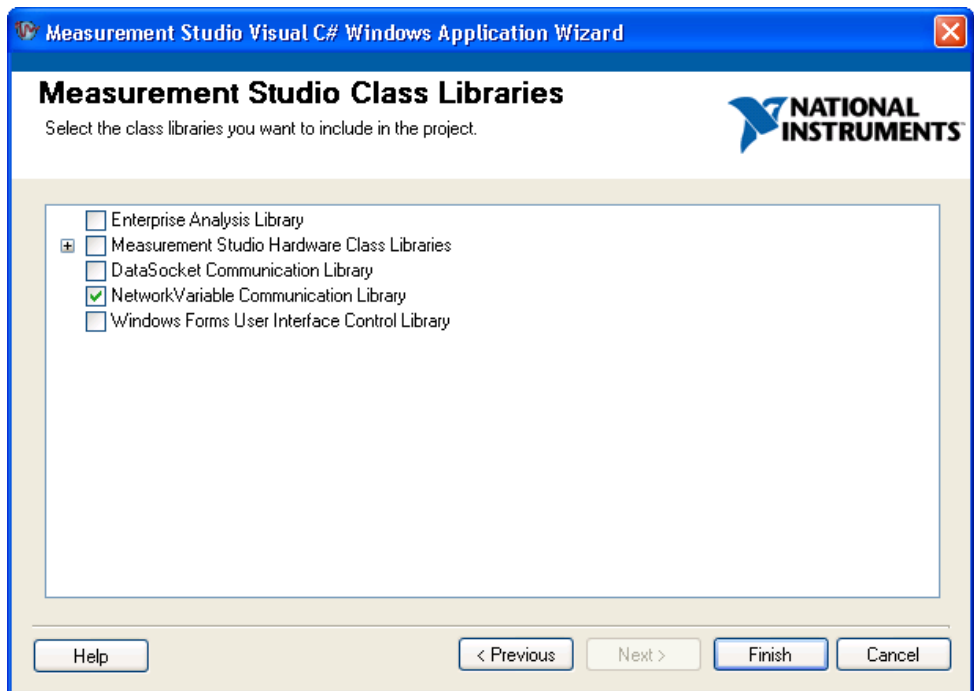 Measurement Studio Visual C# Windows Application Wizard
Measurement Studio Class Libraries
Select the class libraries you want to include in the project.
NATIONAL
INSTRUMENTS
Enterprise Analysis Library
Measurement Studio Hardware Class Libraries
DataSocket Communication Library
NetworkVariable Communication Library
Windows Forms User Interface Control Library
Help
< Previous
Next >
Finish
Cancel